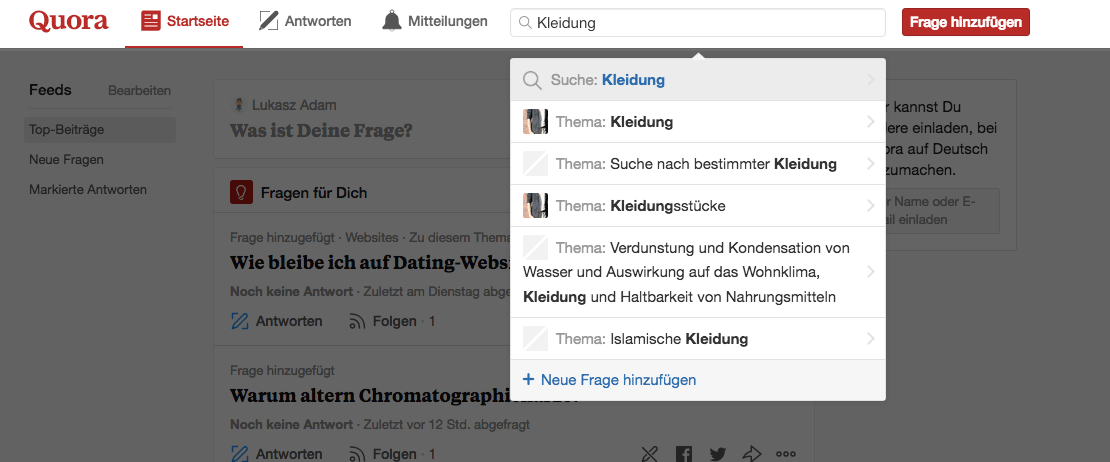 Quora
Startseite
Antworten
Mitteilungen
Kleidung
Frage hinzufügen
Feeds
Bearbeiten
Top-Beiträge
Neue Fragen
Markierte Antworten
Lukasz Adam
Was ist Deine Frage?
Fragen für Dich
Frage hinzugefügt · Websites · Zu diesem Thema
Wie bleibe ich auf Dating-Websi
Noch keine Antwort · Zuletzt am Dienstag abge
Antworten
Folgen · 1
Frage hinzugefügt
Warum altern Chromatographi
Noch keine Antwort · Zuletzt vor 12 Std. abgefragt
Antworten
Folgen · 1
Suche: Kleidung
Thema: Kleidung
Thema: Suche nach bestimmter Kleidung
Thema: Kleidungsstücke
Thema: Verdunstung und Kondensation von
Wasser und Auswirkung auf das Wohnklima,
Kleidung und Haltbarkeit von Nahrungsmitteln
Thema: Islamische Kleidung
+ Neue Frage hinzufügen
r kannst Du
ere einladen, bei
ora auf Deutsch
zumachen.
r Name oder E-
ail einladen